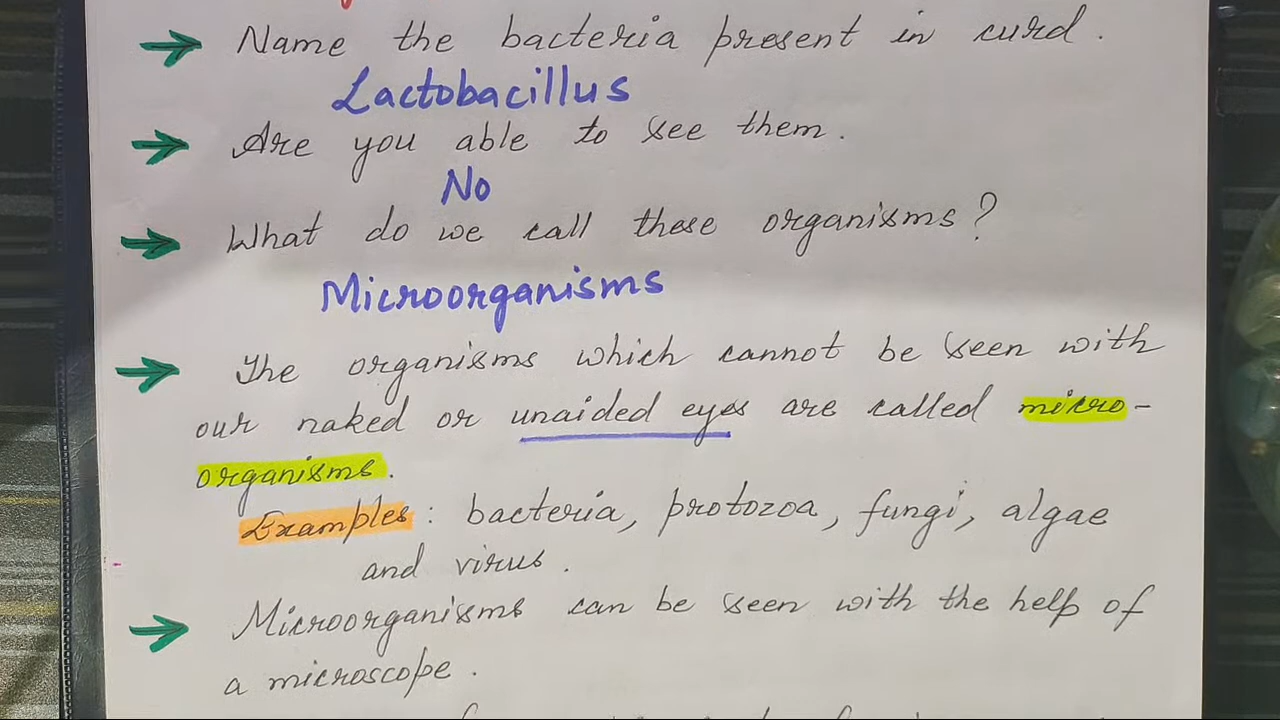 Name the bacteria present in curd.
Lactobacillus
Are you able to see them.
No
What do we call these organisms?
Microorganisms
The organisms which cannot be seen with
our naked or unaided eyes are called micro-
organisms.
Examples: bacteria, protozoa, fungi, algae
and virus.
Microorganisms can be seen with the help of
a microscope.